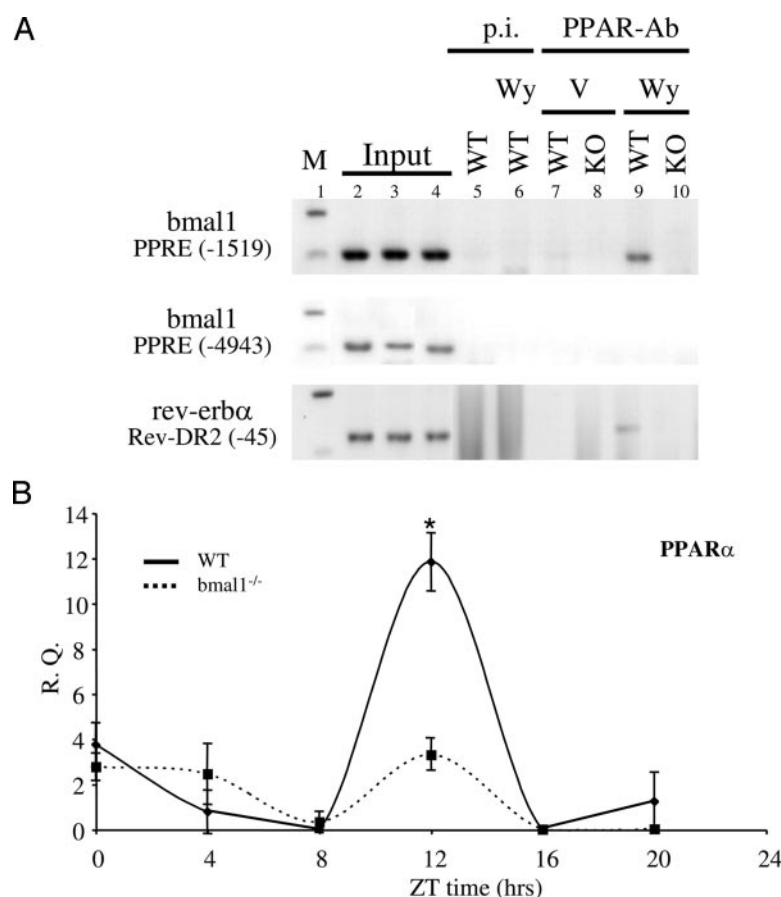 A
p.i. PPAR-Ab
Wy V Wy
M Input WT WT WT KO WT KO
1 2 3 4 5 6 7 8 9 10
bmal1
PPRE (-1519)
bmal1
PPRE (-4943)
rev-erbα
Rev-DR2 (-45)
B
14
12
10
8
6
4
2
0
R. Q.
WT
bmal1-/-
*
PPARα
0 4 8 12 16 20 24
ZT time (hrs)